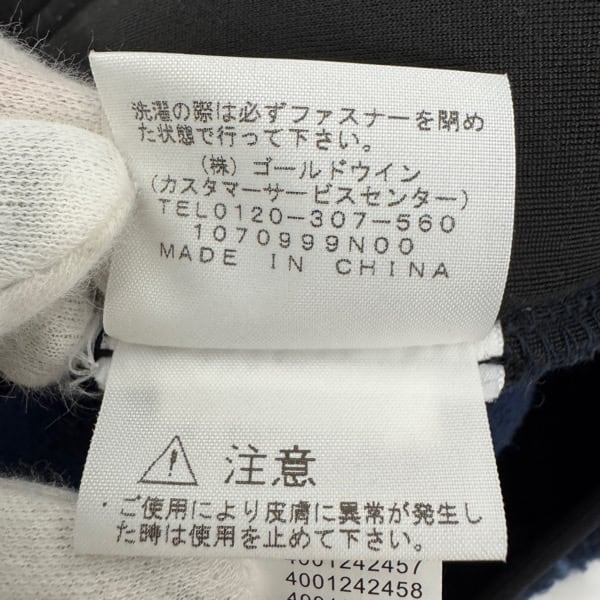 洗濯の際は必ずファスナーを閉め
た状態で行って下さい。
(株)ゴールドウイン
(カスタマーサービスセンター)
TEL0120-307-560
1070999N00
MADE IN CHINA
注意
・ご使用により皮膚に異常が発生し
た時は使用を止めて下さい。
4001242457
4001242458